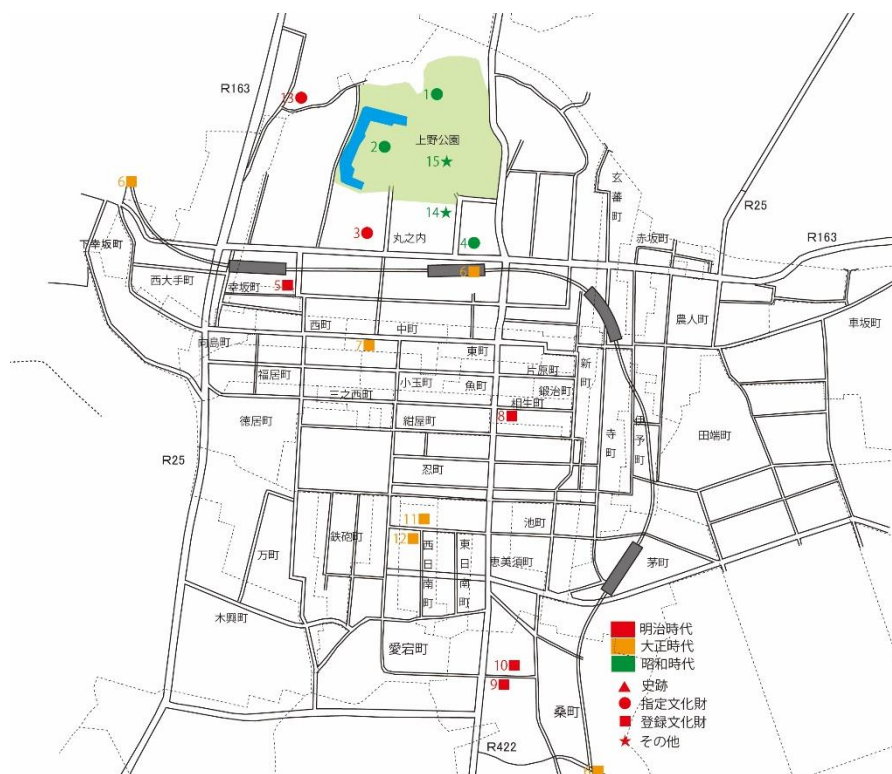 R163
13
1
上野公園
2
15
6
玄蕃町
R25
14
3
丸之内
4
赤坂町
R163
下幸坂町
西大手町
幸坂町
5
6
農人町
車坂町
西町
中町
向島町
7
東町
新町
片原町
福居町
小玉町
魚町
鍛冶町
三之西町
相生町
8
徳居町
紺屋町
寺町
伊予町
田端町
R25
忍町
11
池町
鉄砲町
12
西日南町
東日南町
恵美須町
万町
茅町
木興町
愛宕町
明治時代
大正時代
昭和時代
10
9
史跡
指定文化財
桑町
登録文化財
R422
その他
6